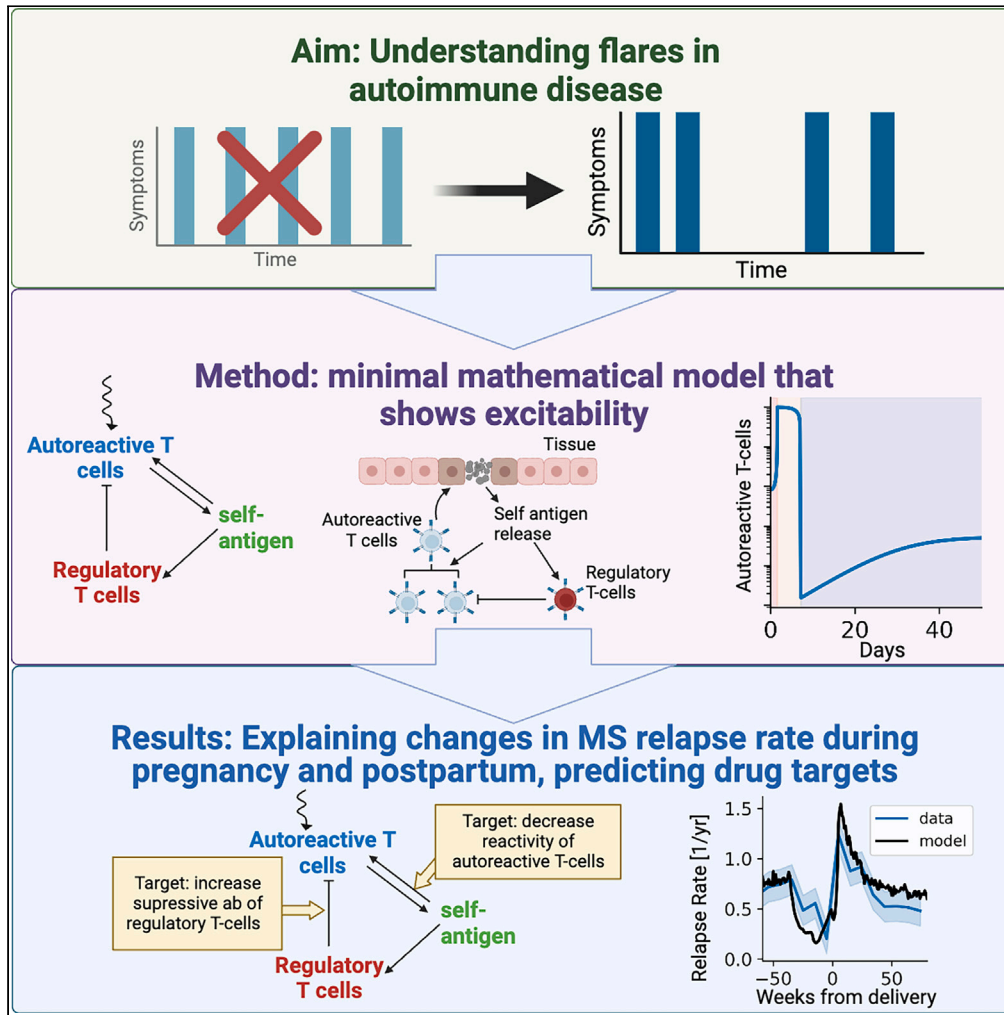 Aim: Understanding flares in
autoimmune disease
Symptoms
Time
Symptoms
Time
Method: minimal mathematical model that
shows excitability
Autoreactive T
cells
self-
antigen
Regulatory
T cells
Tissue
Autoreactive
T cells
Self antigen
release
Regulatory
T-cells
Autoreactive T-cells
0
20
40
Days
Results: Explaining changes in MS relapse rate during
pregnancy and postpartum, predicting drug targets
Autoreactive T
cells
Target: decrease
reactivity of
autoreactive T-cells
Target: increase
supressive ab of
regulatory T-cells
self-
antigen
Regulatory
T cells
Relapse Rate [1/yr]
1.5
1.0
0.5
0.0
data
model
−50
0
50
Weeks from delivery